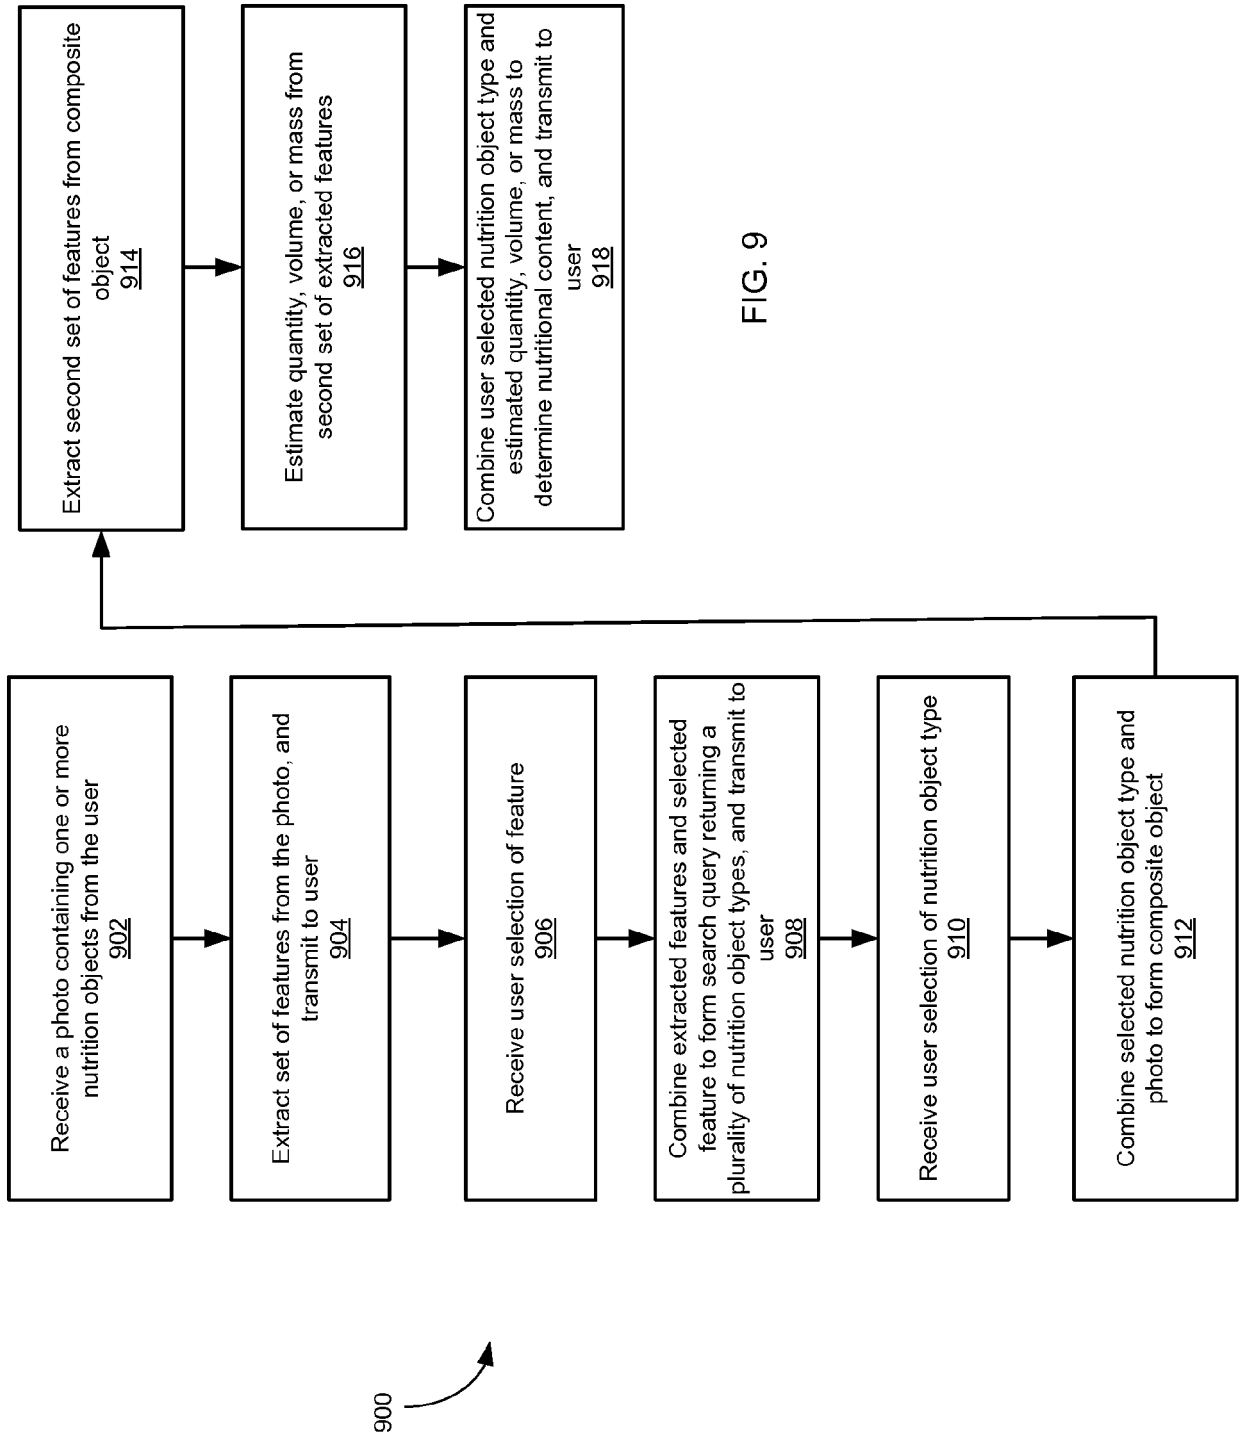 900
Receive a photo containing one or more
nutrition objects from the user
902
Extract set of features from the photo, and
transmit to user
904
Receive user selection of feature
906
Combine extracted features and selected
feature to form search query returning a
plurality of nutrition object types, and transmit to
user
908
Receive user selection of nutrition object type
910
Combine selected nutrition object type and
photo to form composite object
912
Extract second set of features from composite
object
914
Estimate quantity, volume, or mass from
second set of extracted features
916
Combine user selected nutrition object type and
estimated quantity, volume, or mass to
determine nutritional content, and transmit to
user
918
FIG. 9